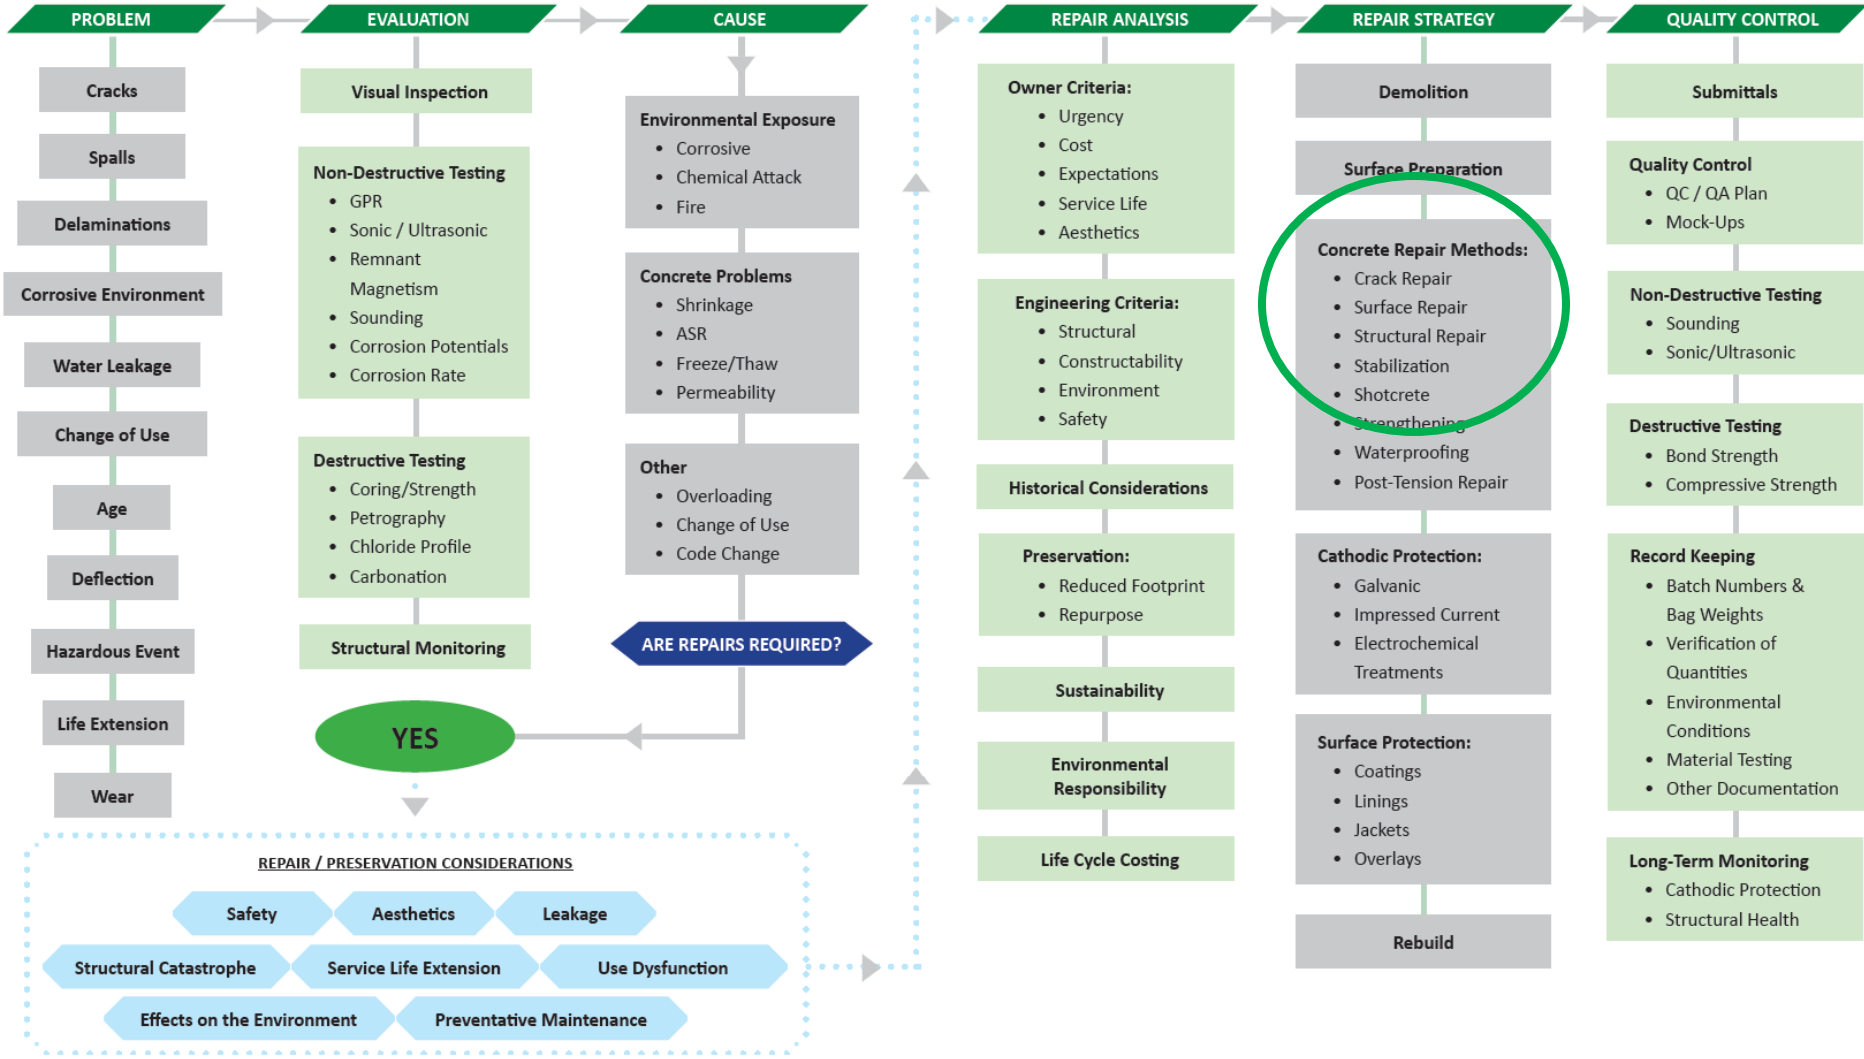 PROBLEM
Cracks
Spalls
Delaminations
Corrosive Environment
Water Leakage
Change of Use
Age
Deflection
Hazardous Event
Life Extension
Wear
EVALUATION
Visual Inspection
Non-Destructive Testing
• GPR
• Sonic / Ultrasonic
• Remnant
Magnetism
• Sounding
• Corrosion Potentials
• Corrosion Rate
Destructive Testing
• Coring/Strength
• Petrography
• Chloride Profile
• Carbonation
Structural Monitoring
CAUSE
Environmental Exposure
• Corrosive
• Chemical Attack
• Fire
Concrete Problems
• Shrinkage
• ASR
• Freeze/Thaw
• Permeability
Other
• Overloading
• Change of Use
• Code Change
ARE REPAIRS REQUIRED?
YES
REPAIR / PRESERVATION CONSIDERATIONS
Safety
Aesthetics
Leakage
Structural Catastrophe
Service Life Extension
Use Dysfunction
Effects on the Environment
Preventative Maintenance
REPAIR ANALYSIS
Owner Criteria:
• Urgency
• Cost
• Expectations
• Service Life
• Aesthetics
Engineering Criteria:
• Structural
• Constructability
• Environment
• Safety
Historical Considerations
Preservation:
• Reduced Footprint
• Repurpose
Sustainability
Environmental
Responsibility
Life Cycle Costing
REPAIR STRATEGY
Demolition
Surface Preparation
Concrete Repair Methods:
• Crack Repair
• Surface Repair
• Structural Repair
• Stabilization
• Shotcrete
• Strengthening
• Waterproofing
• Post-Tension Repair
Cathodic Protection:
• Galvanic
• Impressed Current
• Electrochemical
Treatments
Surface Protection:
• Coatings
• Linings
• Jackets
• Overlays
Rebuild
QUALITY CONTROL
Submittals
Quality Control
• QC / QA Plan
• Mock-Ups
Non-Destructive Testing
• Sounding
• Sonic/Ultrasonic
Destructive Testing
• Bond Strength
• Compressive Strength
Record Keeping
• Batch Numbers &
Bag Weights
• Verification of
Quantities
• Environmental
Conditions
• Material Testing
• Other Documentation
Long-Term Monitoring
• Cathodic Protection
• Structural Health